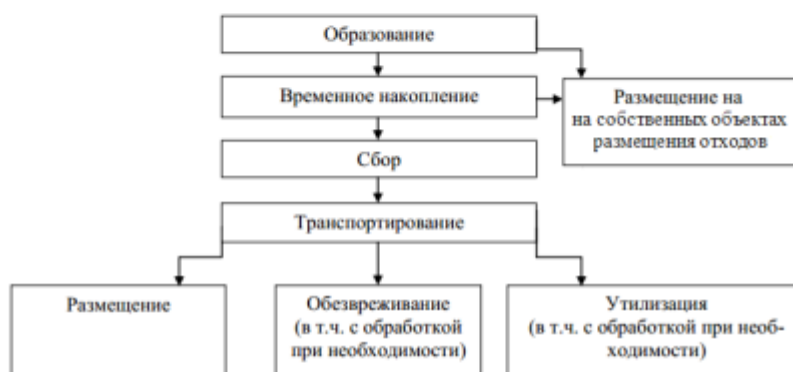 Образование
Временное накопление
Размещение на
на собственных объектах
размещения отходов
Сбор
Транспортирование
Размещение
Обезвреживание
(в т.ч. с обработкой
при необходимости)
Утилизация
(в т.ч. с обработкой при необ-
ходимости)